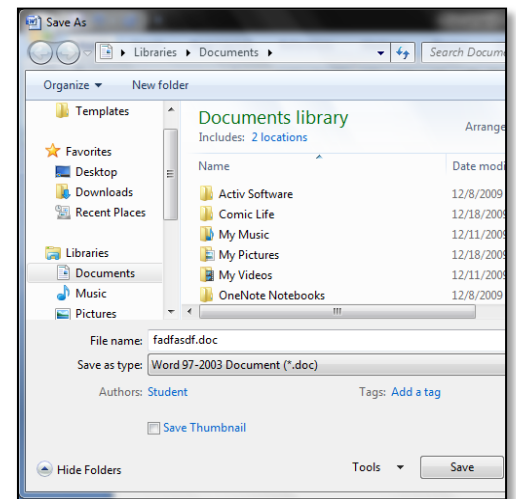 Save As
Libraries ▸ Documents ▸
Search Docume
Organize
New folder
Templates
Favorites
Desktop
Downloads
Recent Places
Libraries
Documents
Music
Pictures
Documents library
Includes: 2 locations
Arrange
Name
Date modi
Activ Software
12/8/2009
Comic Life
12/18/2009
My Music
12/11/2009
My Pictures
12/18/2009
My Videos
12/11/2009
OneNote Notebooks
12/8/2009
File name: fadfasdf.doc
Save as type: Word 97-2003 Document (*.doc)
Authors: Student
Tags: Add a tag
Save Thumbnail
Hide Folders
Tools
Save